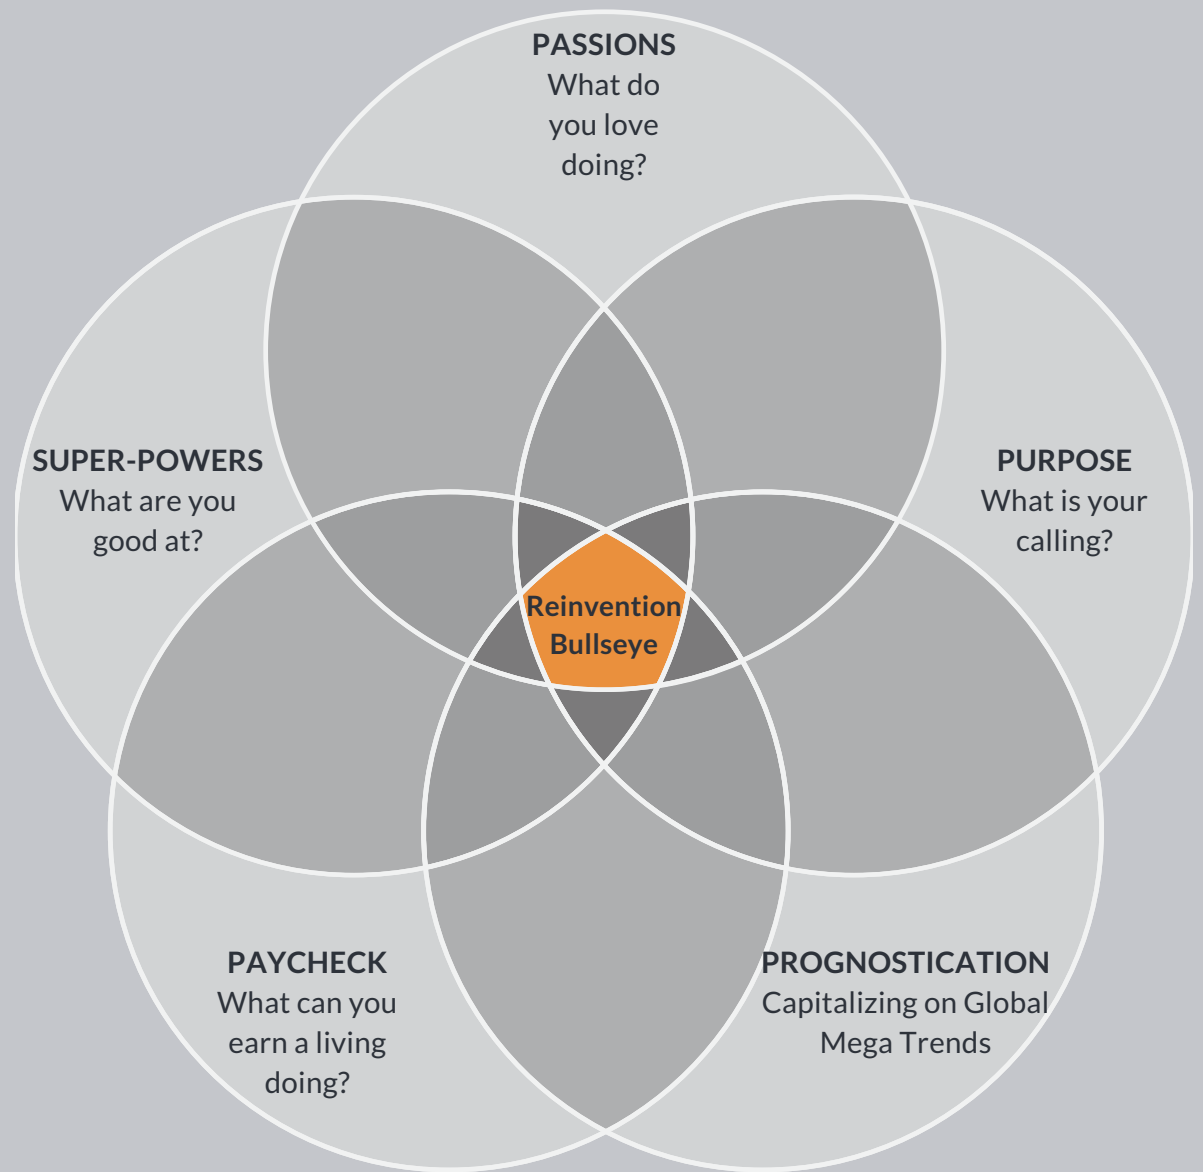 PASSIONS
What do
you love
doing?
SUPER-POWERS
What are you
good at?
PURPOSE
What is your
calling?
Reinvention
Bullseye
PAYCHECK
What can you
earn a living
doing?
PROGNOSTICATION
Capitalizing on Global
Mega Trends